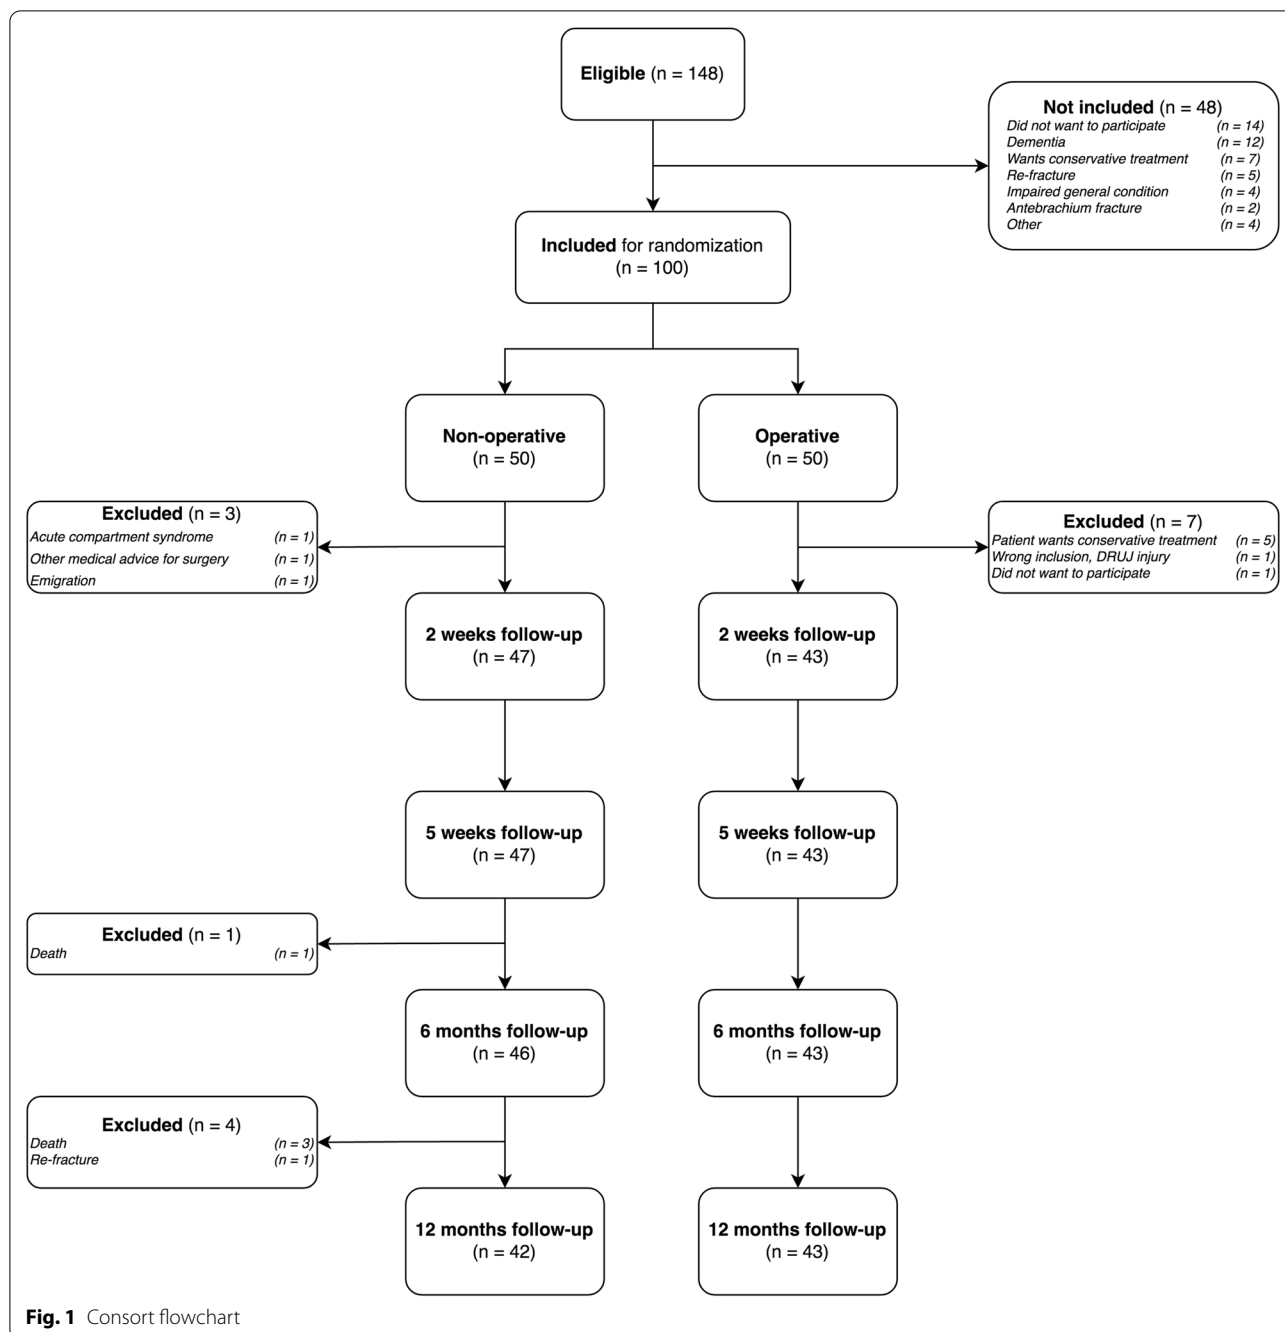 Eligible (n = 148)
Not included (n = 48)
Did not want to participate (n = 14)
Dementia (n = 12)
Wants conservative treatment (n = 7)
Re-fracture (n = 5)
Impaired general condition (n = 4)
Antebrachium fracture (n = 2)
Other (n = 4)
Included for randomization
(n = 100)
Non-operative
(n = 50)
Operative
(n = 50)
Excluded (n = 3)
Acute compartment syndrome (n = 1)
Other medical advice for surgery (n = 1)
Emigration (n = 1)
Excluded (n = 7)
Patient wants conservative treatment (n = 5)
Wrong inclusion, DRUJ injury (n = 1)
Did not want to participate (n = 1)
2 weeks follow-up
(n = 47)
2 weeks follow-up
(n = 43)
5 weeks follow-up
(n = 47)
5 weeks follow-up
(n = 43)
Excluded (n = 1)
Death (n = 1)
6 months follow-up
(n = 46)
6 months follow-up
(n = 43)
Excluded (n = 4)
Death (n = 3)
Re-fracture (n = 1)
12 months follow-up
(n = 42)
12 months follow-up
(n = 43)
Fig. 1 Consort flowchart